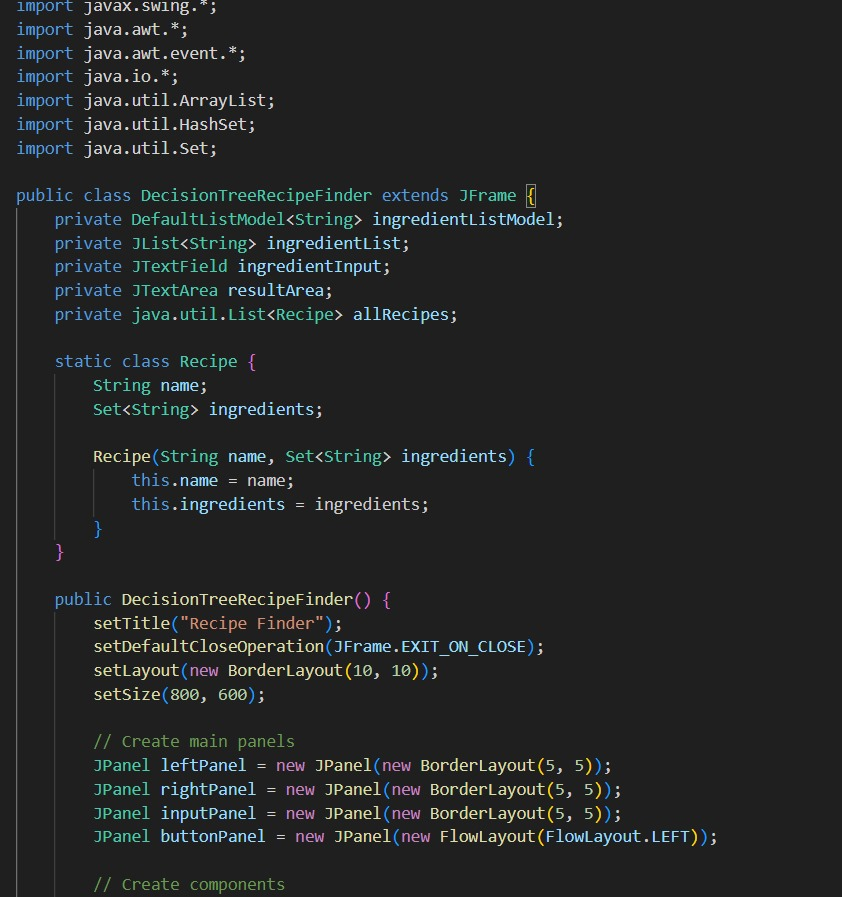 import javax.swing.*;
import java.awt.*;
import java.awt.event.*;
import java.io.*;
import java.util.ArrayList;
import java.util.HashSet;
import java.util.Set;

public class DecisionTreeRecipeFinder extends JFrame {
    private DefaultListModel<String> ingredientListModel;
    private JList<String> ingredientList;
    private JTextField ingredientInput;
    private JTextArea resultArea;
    private java.util.List<Recipe> allRecipes;

    static class Recipe {
        String name;
        Set<String> ingredients;

        Recipe(String name, Set<String> ingredients) {
            this.name = name;
            this.ingredients = ingredients;
        }
    }

    public DecisionTreeRecipeFinder() {
        setTitle("Recipe Finder");
        setDefaultCloseOperation(JFrame.EXIT_ON_CLOSE);
        setLayout(new BorderLayout(10, 10));
        setSize(800, 600);

        // Create main panels
        JPanel leftPanel = new JPanel(new BorderLayout(5, 5));
        JPanel rightPanel = new JPanel(new BorderLayout(5, 5));
        JPanel inputPanel = new JPanel(new BorderLayout(5, 5));
        JPanel buttonPanel = new JPanel(new FlowLayout(FlowLayout.LEFT));

        // Create components